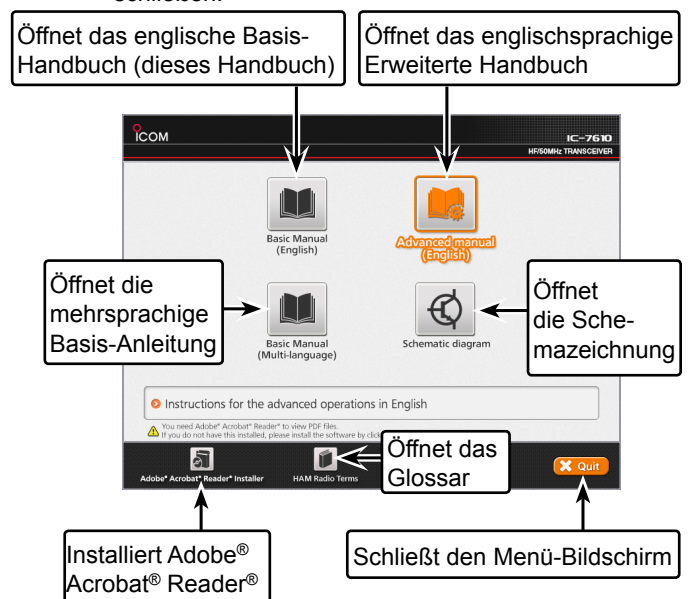 Öffnet das englische Basis-
Handbuch (dieses Handbuch)
Öffnet das englischsprachige
Erweiterte Handbuch
ICOM
IC-7610
HF/50MHz TRANSCEIVER
Basic Manual
(English)
Advanced manual
(English)
Öffnet die
mehrsprachige
Basis-Anleitung
Basic Manual
(Multi-language)
Schematic diagram
Öffnet
die Sche-
mazeichnung
Instructions for the advanced operations in English
You need Adobe® Acrobat® Reader® to view PDF files.
If you do not have this installed, please install the software by
Öffnet das
Glossar
Adobe® Acrobat® Reader® Installer
HAM Radio Terms
Quit
Installiert Adobe®
Acrobat® Reader®
Schließt den Menü-Bildschirm